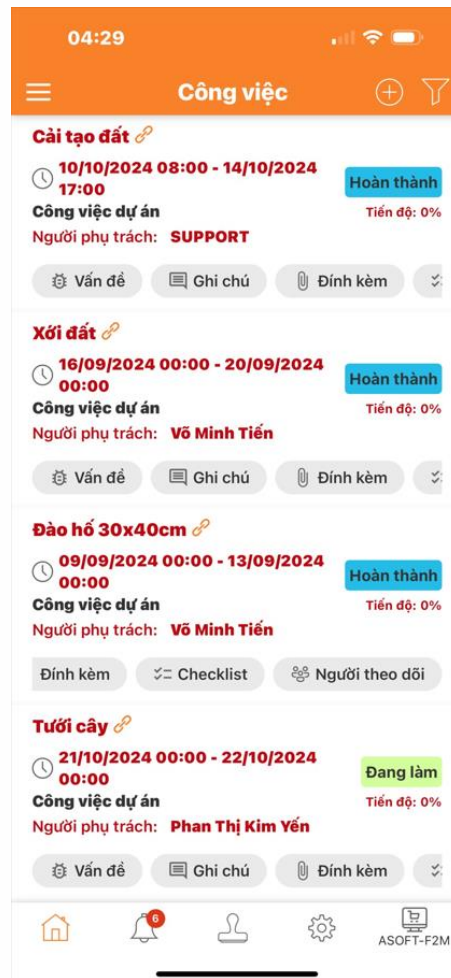 04:29
Công việc
Cải tạo đất
10/10/2024 08:00 - 14/10/2024
17:00
Hoàn thành
Công việc dự án
Tiến độ: 0%
Người phụ trách: SUPPORT
Vấn đề
Ghi chú
Đính kèm
Xới đất
16/09/2024 00:00 - 20/09/2024
00:00
Hoàn thành
Công việc dự án
Tiến độ: 0%
Người phụ trách: Võ Minh Tiến
Vấn đề
Ghi chú
Đính kèm
Đào hố 30x40cm
09/09/2024 00:00 - 13/09/2024
00:00
Hoàn thành
Công việc dự án
Tiến độ: 0%
Người phụ trách: Võ Minh Tiến
Đính kèm
Checklist
Người theo dõi
Tưới cây
21/10/2024 00:00 - 22/10/2024
00:00
Đang làm
Công việc dự án
Tiến độ: 0%
Người phụ trách: Phan Thị Kim Yến
Vấn đề
Ghi chú
Đính kèm
6
ASOFT-F2M